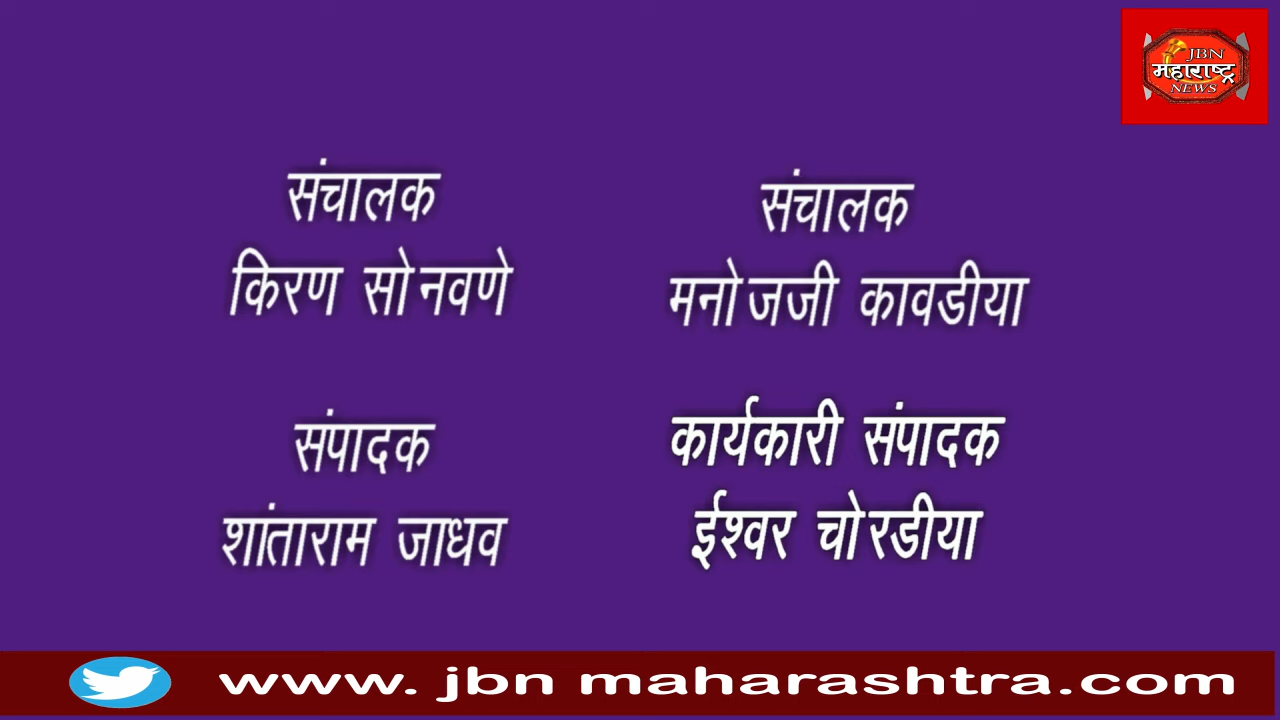 JBN
महाराष्ट्र
NEWS
संचालक
किरण सोनवणे
संचालक
मनोजजी कावडीया
संपादक
शांताराम जाधव
कार्यकारी संपादक
ईश्वर चोरडीया
www. jbn maharashtra.com